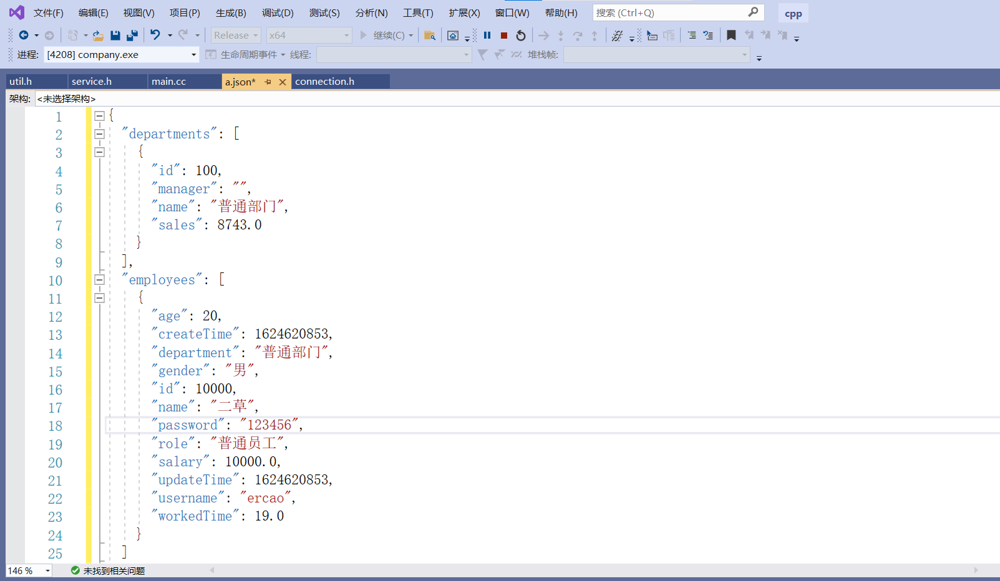 文件(F) 编辑(E) 视图(V) 项目(P) 生成(B) 调试(D) 测试(S) 分析(N) 工具(T) 扩展(X) 窗口(W) 帮助(H) 搜索 (Ctrl+Q) cpp
Release x64 继续(C)
进程: [4208] company.exe 生命周期事件 线程: 堆栈帧:
util.h service.h main.cc a.json* connection.h
架构: <未选择架构>
1 {
2 "departments": [
3 {
4 "id": 100,
5 "manager": "",
6 "name": "普通部门",
7 "sales": 8743.0
8 }
9 ],
10 "employees": [
11 {
12 "age": 20,
13 "createTime": 1624620853,
14 "department": "普通部门",
15 "gender": "男",
16 "id": 10000,
17 "name": "二草",
18 "password": "123456",
19 "role": "普通员工",
20 "salary": 10000.0,
21 "updateTime": 1624620853,
22 "username": "ercao",
23 "workedTime": 19.0
24 }
25 ]
146 % 未找到相关问题